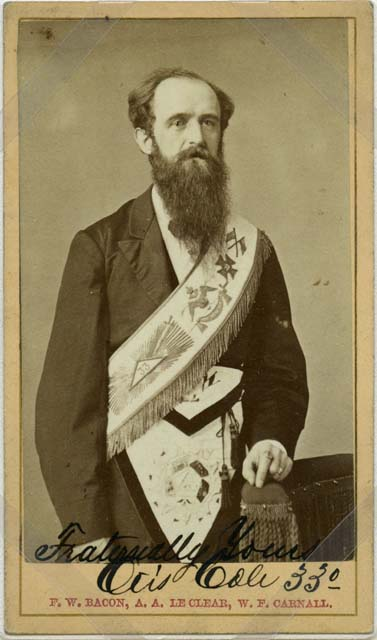 Fraternally Yours
Otis Cole 33°
F. W. BACON, A. A. LE CLEAR, W. F. CARNALL.